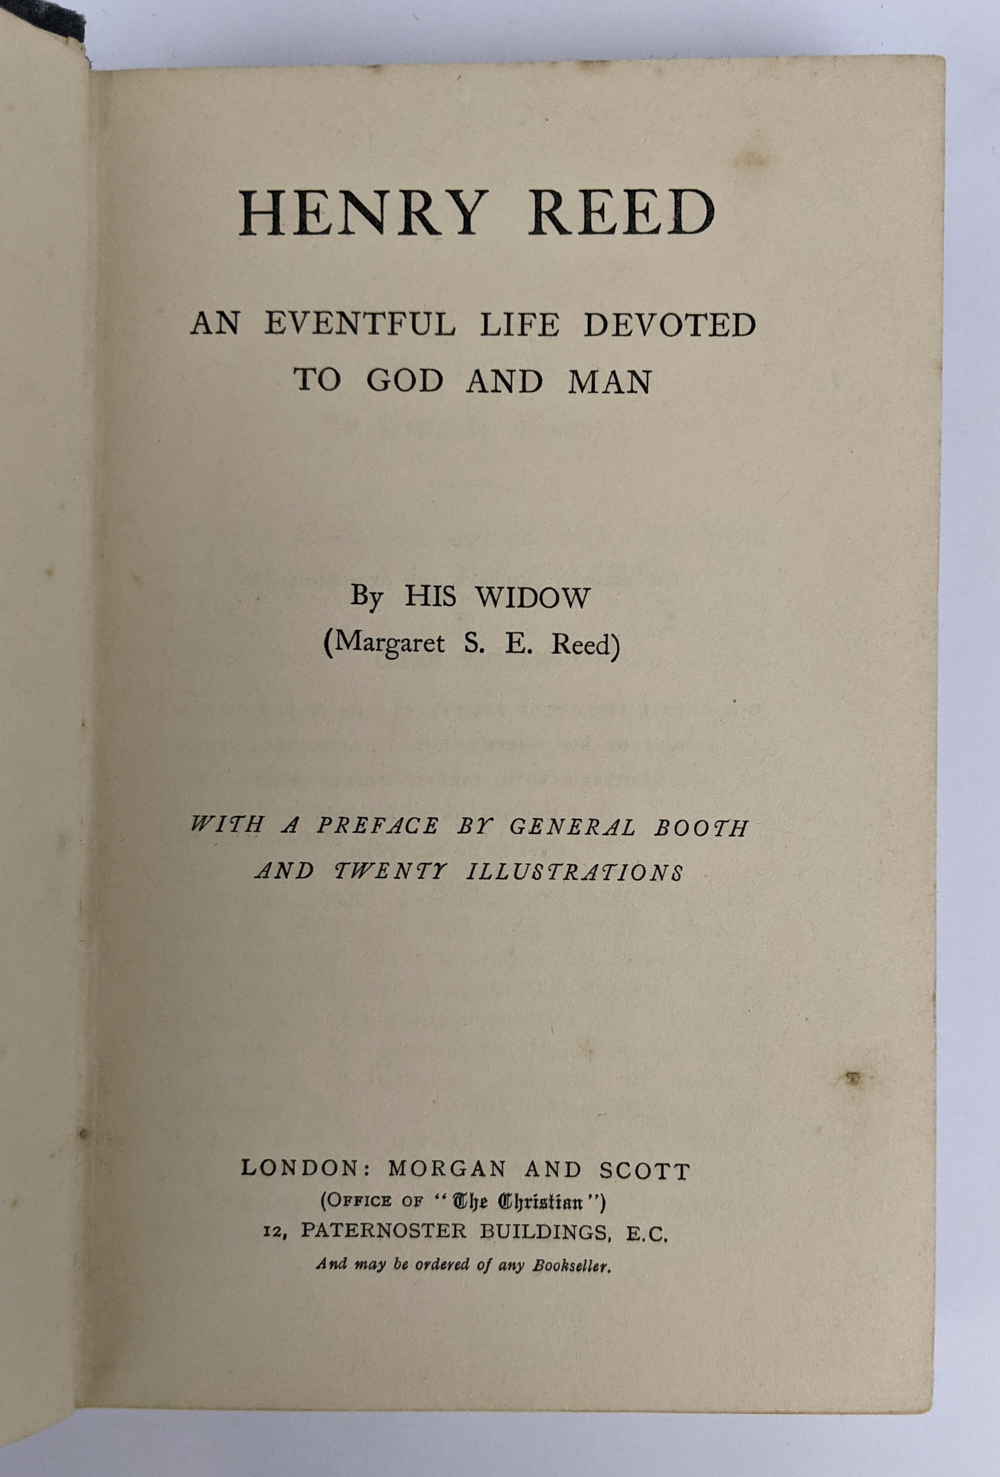 HENRY REED
AN EVENTFUL LIFE DEVOTED
TO GOD AND MAN
By HIS WIDOW
(Margaret S. E. Reed)
WITH A PREFACE BY GENERAL BOOTH
AND TWENTY ILLUSTRATIONS
LONDON: MORGAN AND SCOTT
(OFFICE OF "The Christian")
12, PATERNOSTER BUILDINGS, E.C.
And may be ordered of any Bookseller.